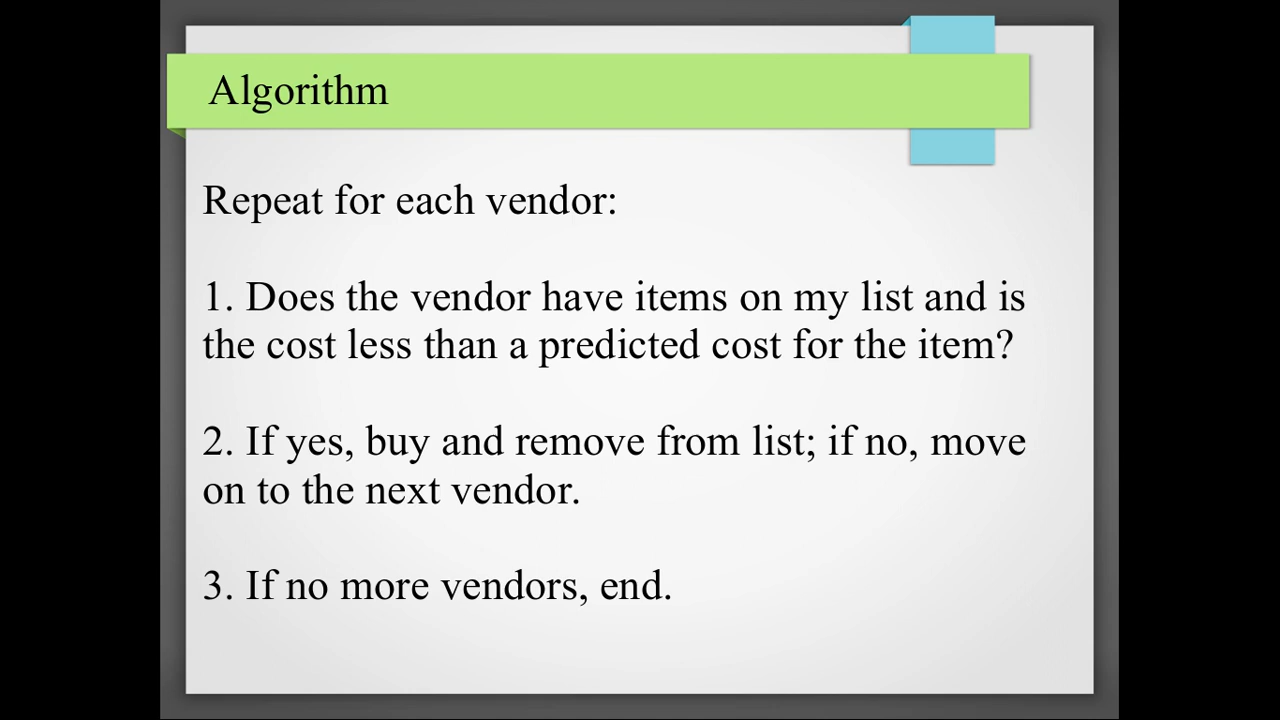 Algorithm
Repeat for each vendor:
1. Does the vendor have items on my list and is
the cost less than a predicted cost for the item?
2. If yes, buy and remove from list; if no, move
on to the next vendor.
3. If no more vendors, end.